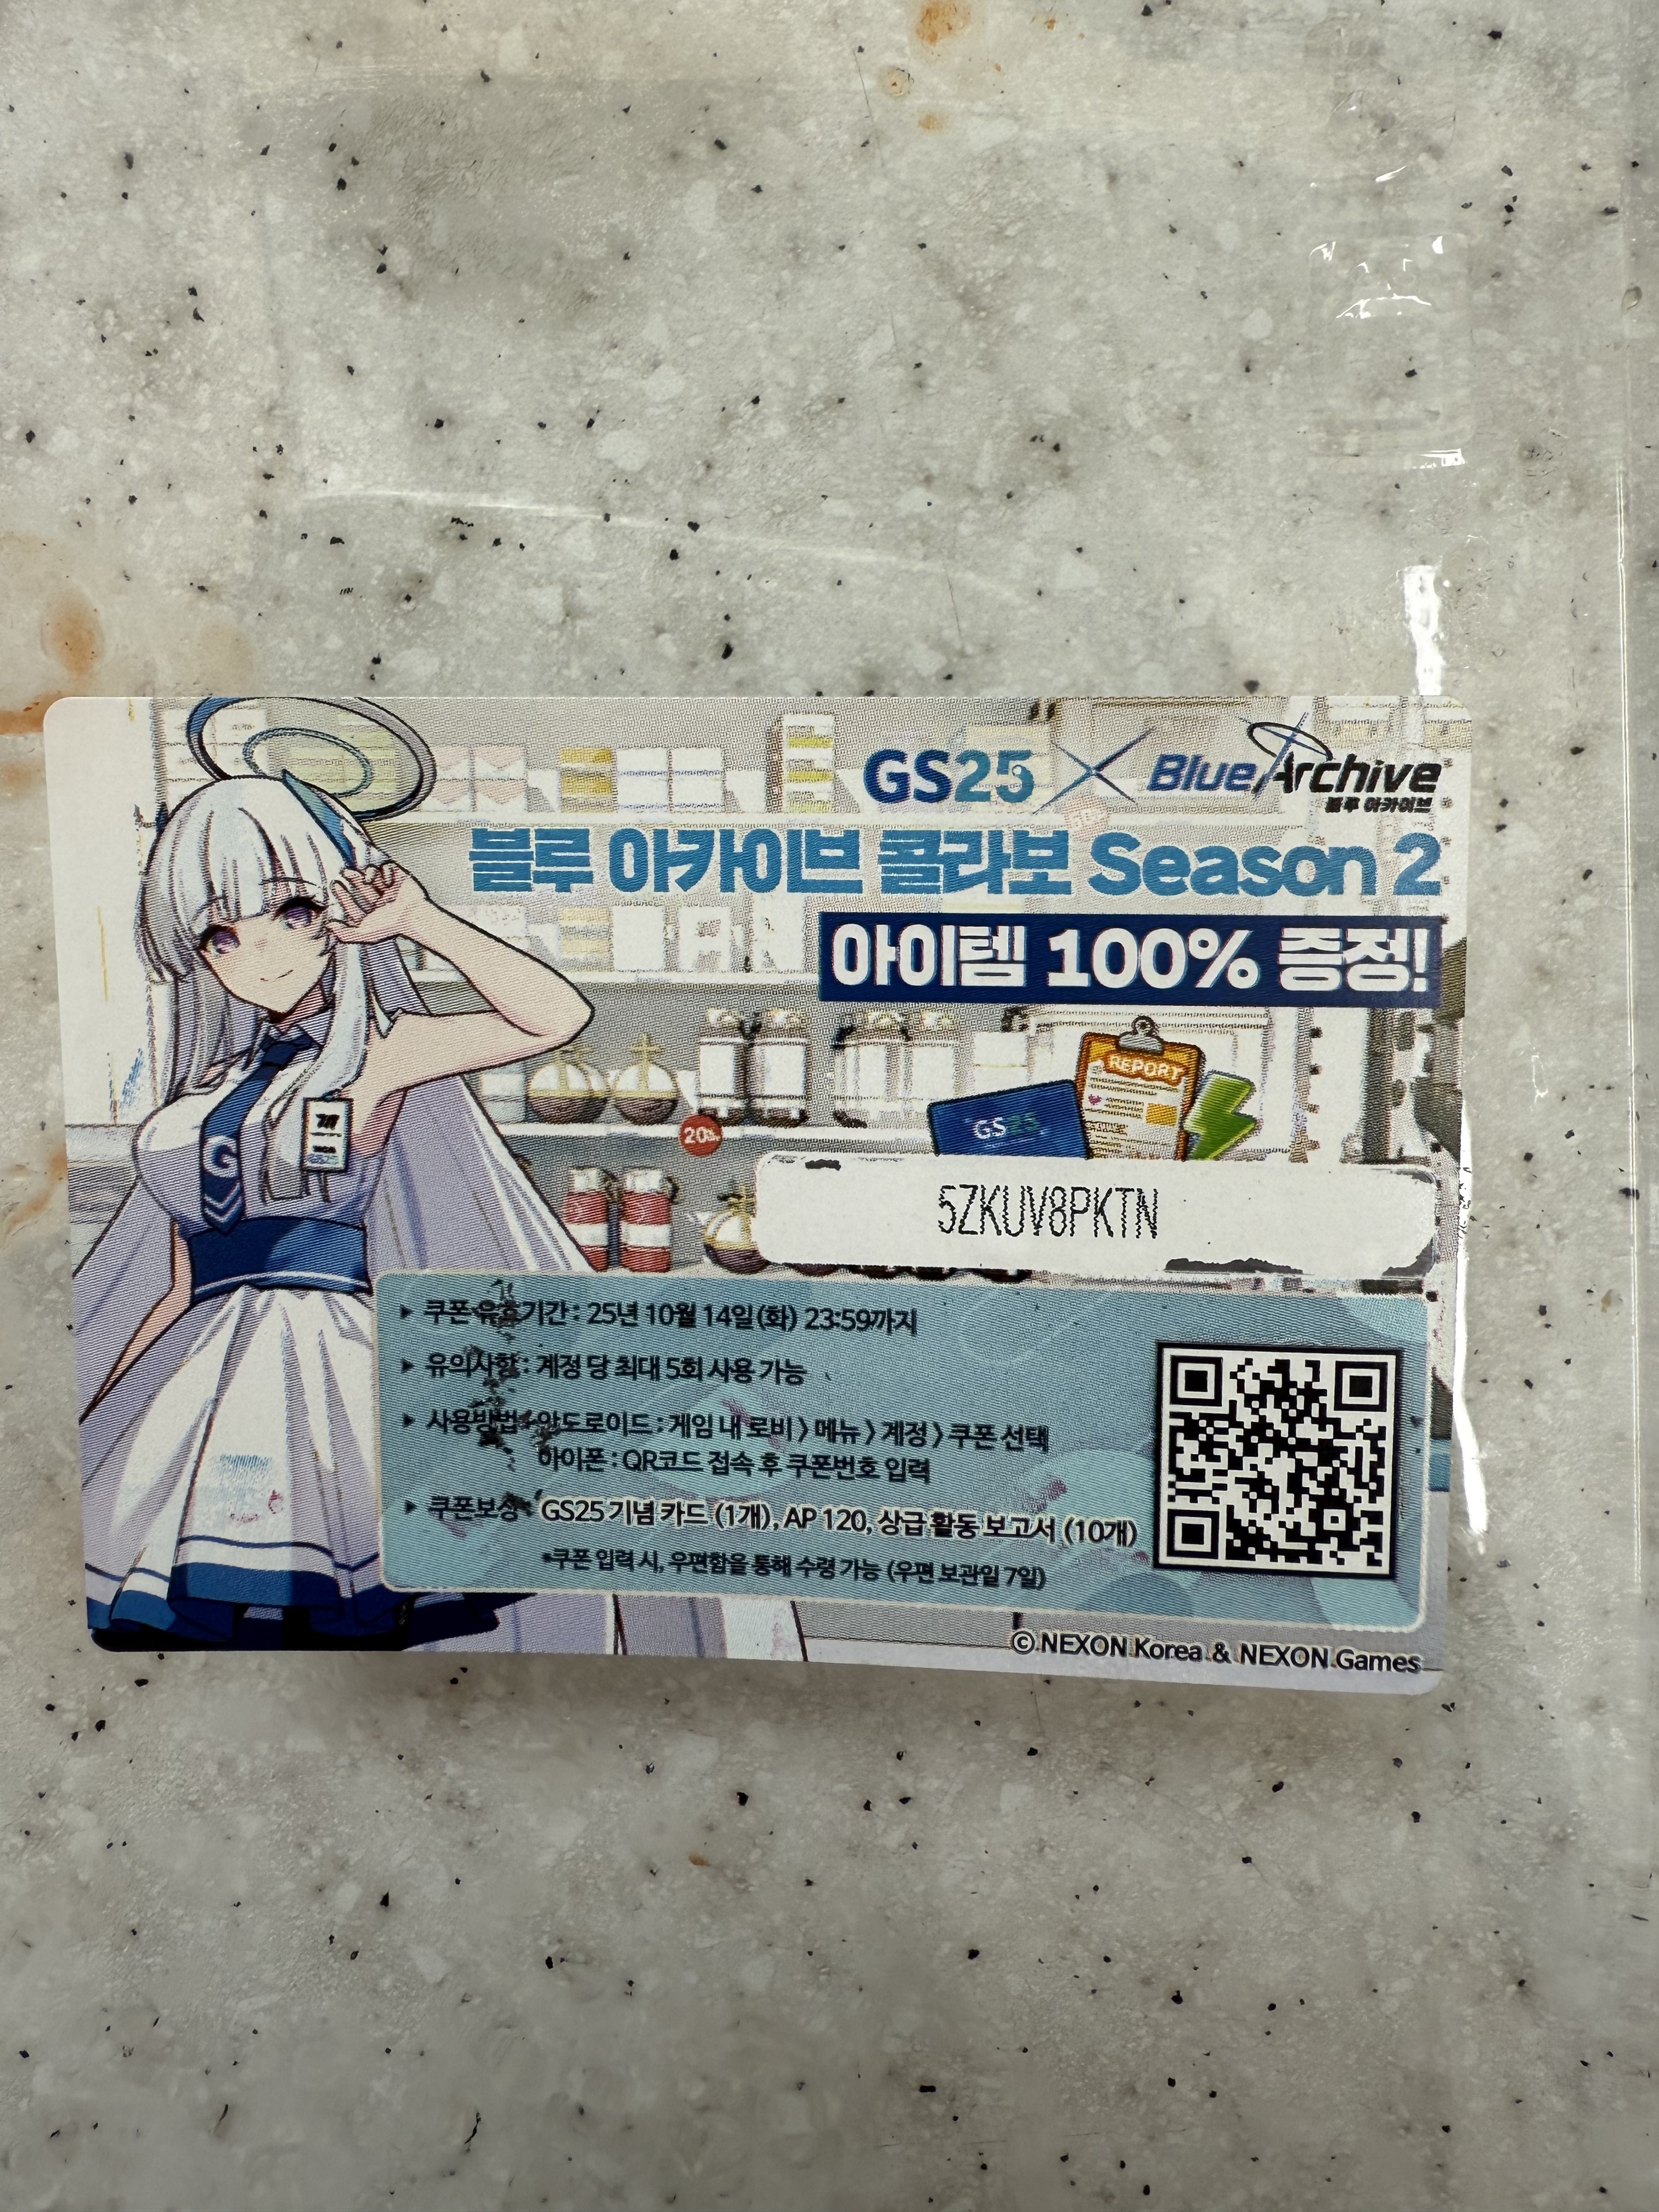 GS25 × Blue Archive
블루 아카이브
블루 아카이브 콜라보 Season 2
아이템 100% 증정!
REPORT
GS25
G
20%
5ZKUV8PKTN
▶ 쿠폰 유효기간 : 25년 10월 14일(화) 23:59까지
▶ 유의사항 : 계정 당 최대 5회 사용 가능
▶ 사용방법 : 안드로이드 : 게임 내 로비 > 메뉴 > 계정 > 쿠폰 선택
아이폰 : QR코드 접속 후 쿠폰번호 입력
▶ 쿠폰보상 : GS25 기념 카드 (1개), AP 120, 상급 활동 보고서 (10개)
*쿠폰 입력 시, 우편함을 통해 수령 가능 (우편 보관일 7일)
© NEXON Korea & NEXON Games